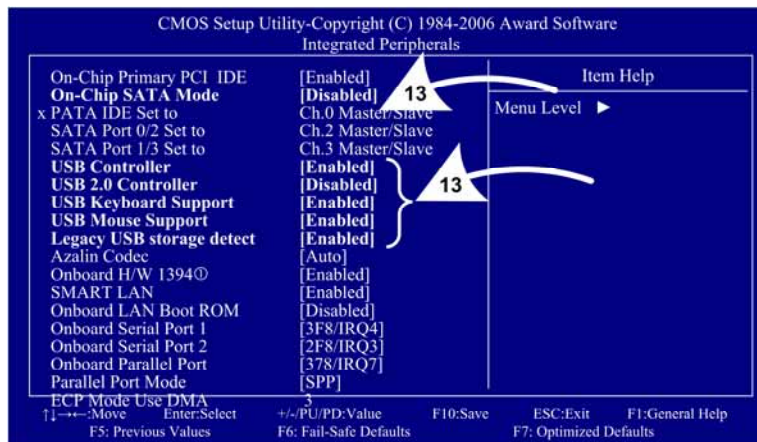 CMOS Setup Utility-Copyright (C) 1984-2006 Award Software
Integrated Peripherals
On-Chip Primary PCI IDE [Enabled]
On-Chip SATA Mode [Disabled]
x PATA IDE Set to Ch.0 Master/Slave
SATA Port 0/2 Set to Ch.2 Master/Slave
SATA Port 1/3 Set to Ch.3 Master/Slave
USB Controller [Enabled]
USB 2.0 Controller [Disabled]
USB Keyboard Support [Enabled]
USB Mouse Support [Enabled]
Legacy USB storage detect [Enabled]
Azalin Codec [Auto]
Onboard H/W 1394① [Enabled]
SMART LAN [Enabled]
Onboard LAN Boot ROM [Disabled]
Onboard Serial Port 1 [3F8/IRQ4]
Onboard Serial Port 2 [2F8/IRQ3]
Onboard Parallel Port [378/IRQ7]
Parallel Port Mode [SPP]
ECP Mode Use DMA 3
13
13
Item Help
Menu Level ▶
↑↓→←:Move Enter:Select +/-/PU/PD:Value F10:Save ESC:Exit F1:General Help
F5: Previous Values F6: Fail-Safe Defaults F7: Optimized Defaults